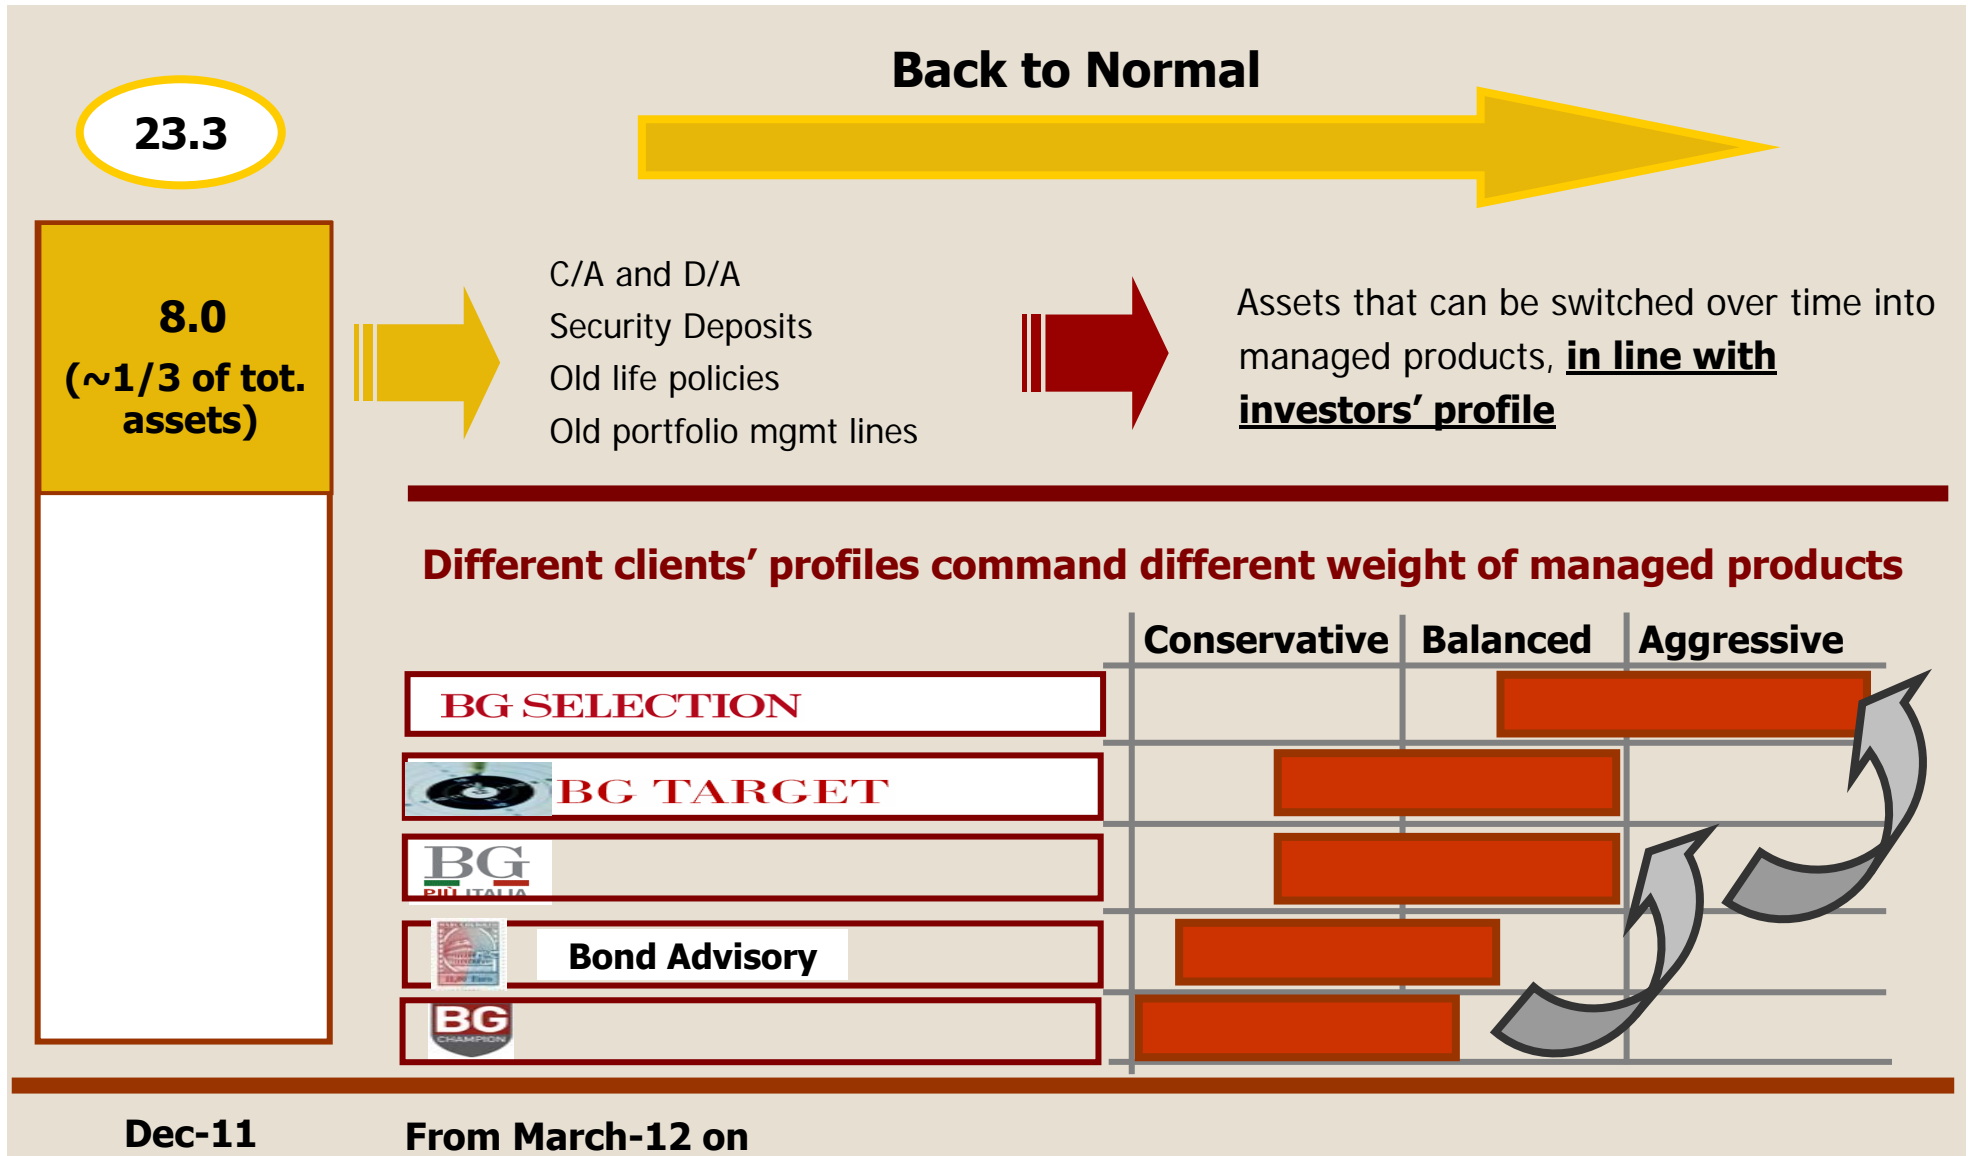 Back to Normal
23.3
8.0
(~1/3 of tot.
assets)
C/A and D/A
Security Deposits
Old life policies
Old portfolio mgmt lines
Assets that can be switched over time into
managed products, in line with
investors’ profile
Different clients’ profiles command different weight of managed products
Conservative
Balanced
Aggressive
BG SELECTION
BG TARGET
BG
PIÙ ITALIA
Bond Advisory
BG
CHAMPION
Dec-11
From March-12 on